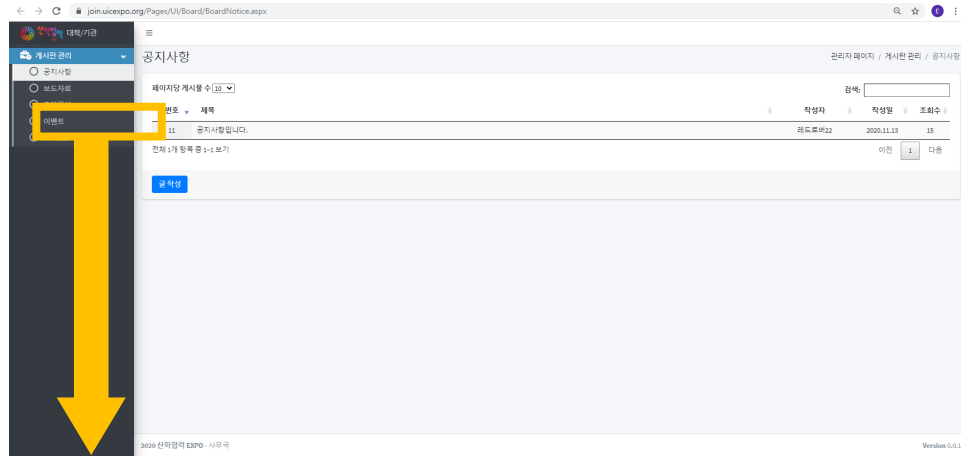 join.uicexpo.org/Pages/UI/Board/BoardNotice.aspx
E
산학협력 대학/기관
게시판 관리
공지사항
보도자료
이벤트
공지사항
관리자 페이지 / 게시판 관리 / 공지사항
페이지당 게시물 수 10
검색:
번호 제목 작성자 작성일 조회수
11 공지사항입니다. 레드로버22 2020.11.13 15
전체 1개 항목 중 1~1 보기
이전 1 다음
글 작성
2020 산학협력 EXPO - 사무국
Version 0.0.1